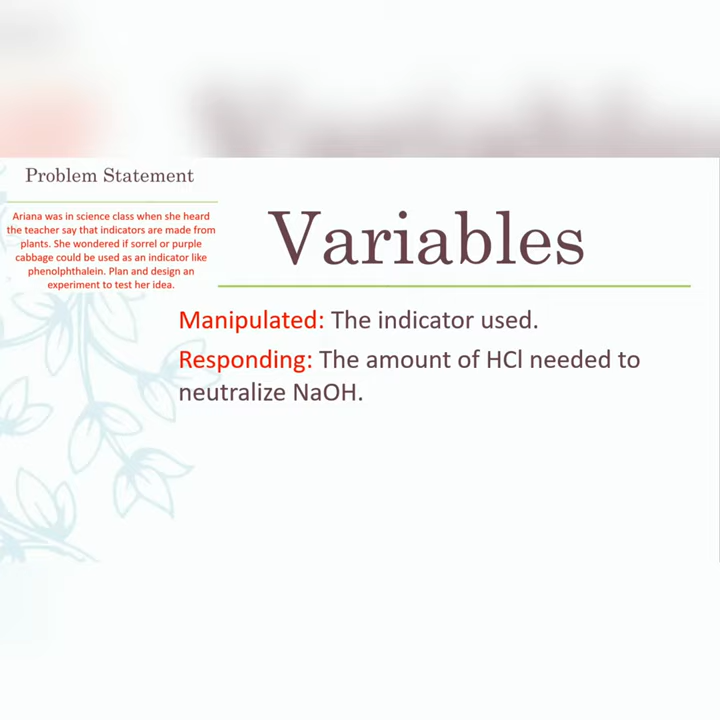 Problem Statement
Ariana was in science class when she heard
the teacher say that indicators are made from
plants. She wondered if sorrel or purple
cabbage could be used as an indicator like
phenolphthalein. Plan and design an
experiment to test her idea.
Variables
Manipulated: The indicator used.
Responding: The amount of HCl needed to
neutralize NaOH.